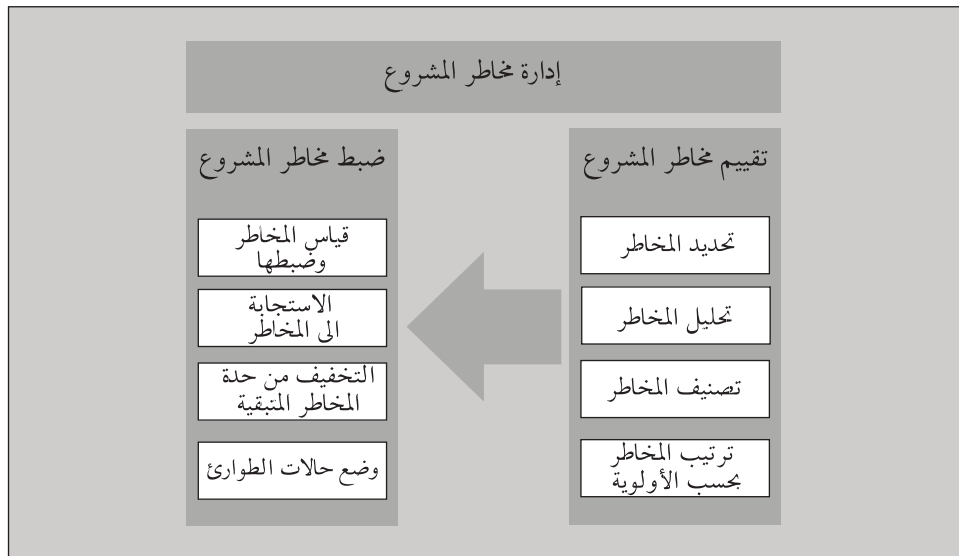 إدارة مخاطر المشروع
تقييم مخاطر المشروع
تحديد المخاطر
تحليل المخاطر
تصنيف المخاطر
ترتيب المخاطر
بحسب الأولوية
ضبط مخاطر المشروع
قياس المخاطر
وضبطها
الاستجابة
الى المخاطر
التخفيف من حدة
المخاطر المتبقية
وضع حالات الطوارئ